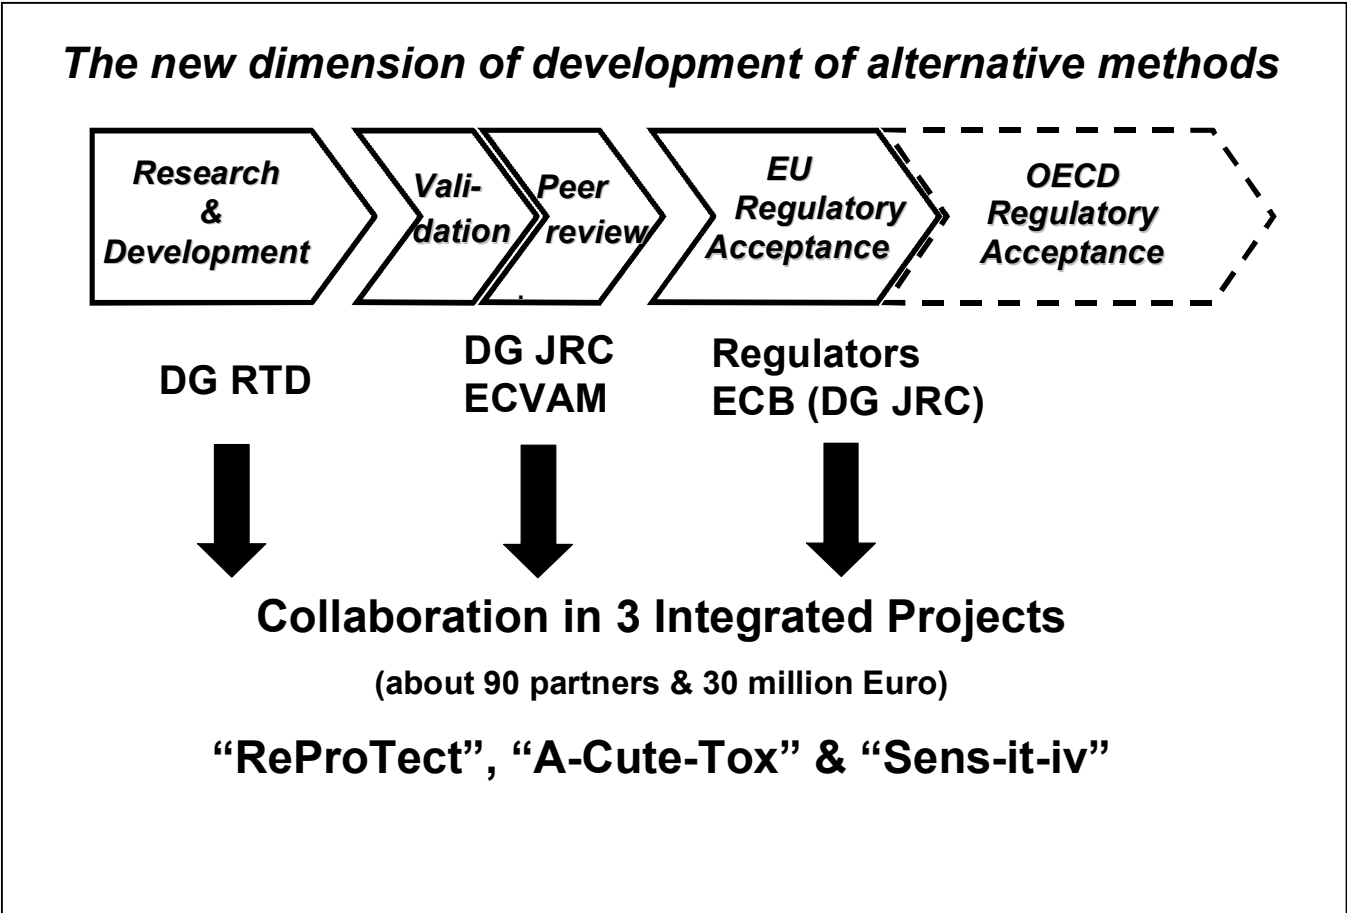 The new dimension of development of alternative methods
Research
&
Development
Vali-
dation
Peer
review
.
EU
Regulatory
Acceptance
OECD
Regulatory
Acceptance
DG RTD
DG JRC
ECVAM
Regulators
ECB (DG JRC)
Collaboration in 3 Integrated Projects
(about 90 partners & 30 million Euro)
“ReProTect”, “A-Cute-Tox” & “Sens-it-iv”